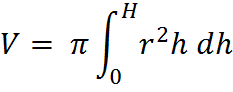 V = π ∫₀ᴴ r²h dh